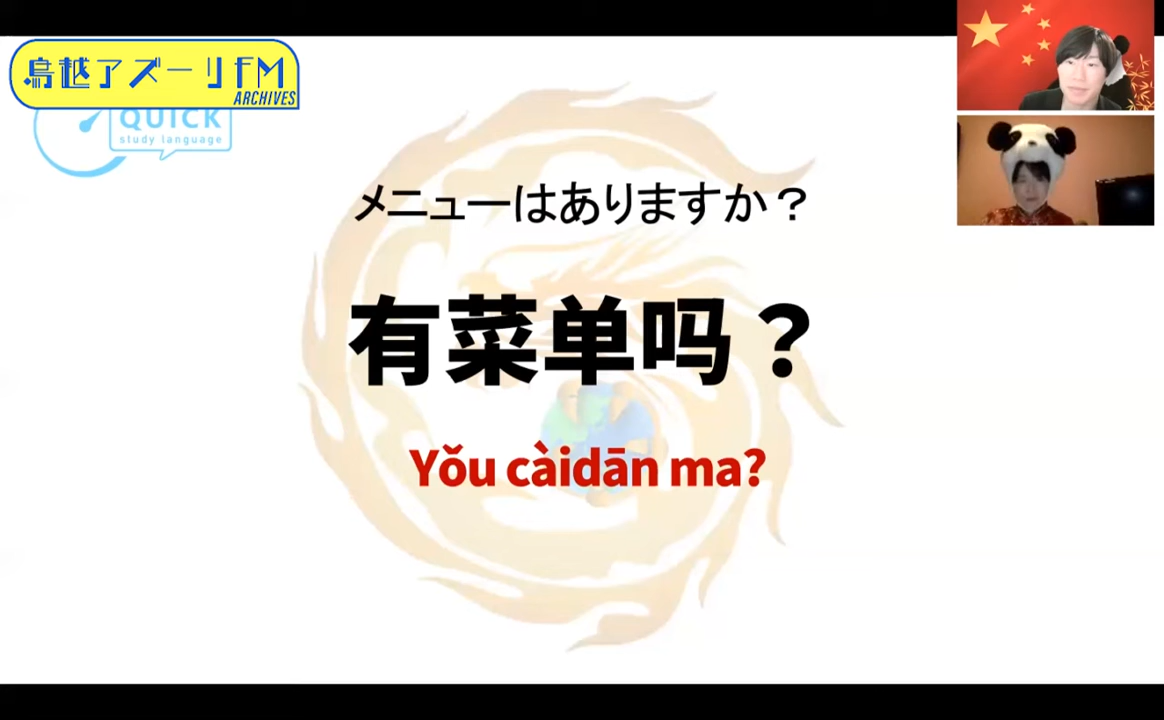 鳥越アズーリFM
ARCHIVES
QUICK
study language
メニューはありますか？
有菜单吗？
Yǒu càidān ma?